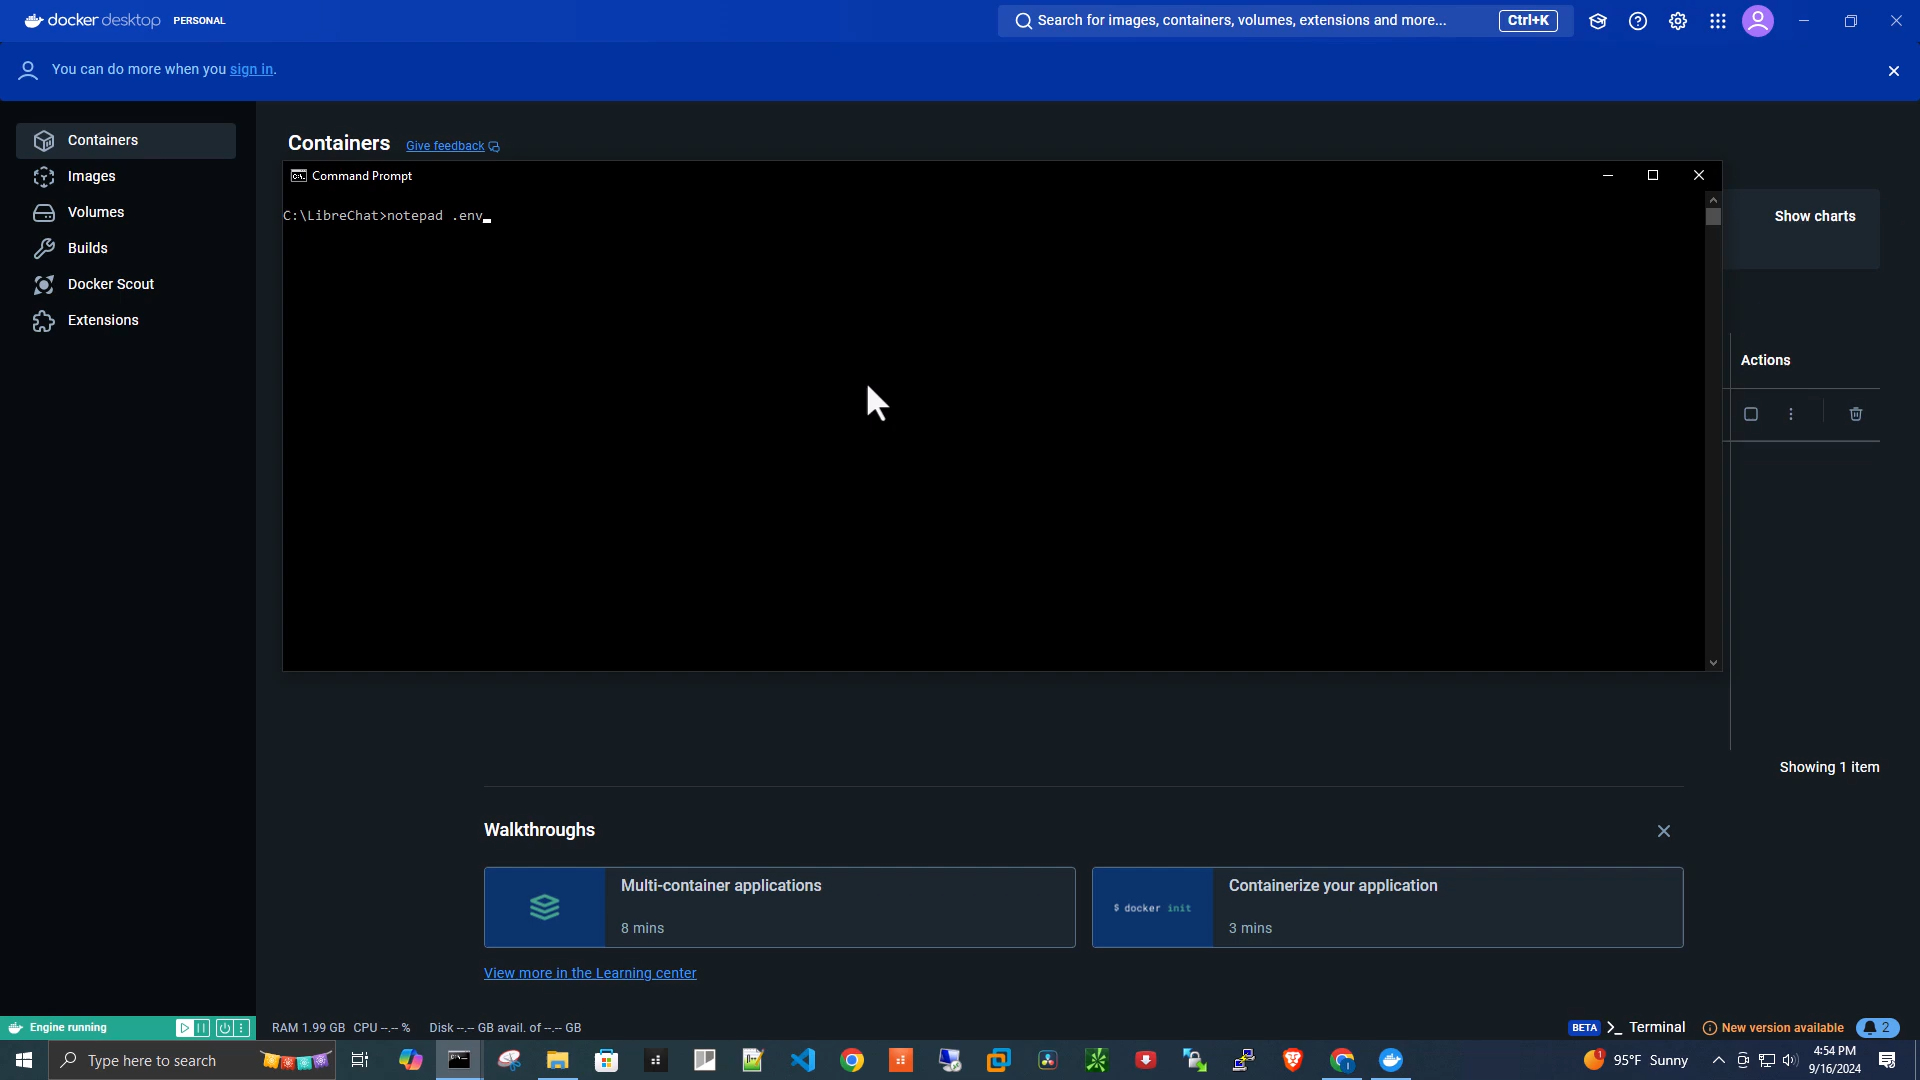 docker desktop PERSONAL
Search for images, containers, volumes, extensions and more... Ctrl+K
You can do more when you sign in.
Containers
Images
Volumes
Builds
Docker Scout
Extensions
Containers Give feedback
Command Prompt
C:\LibreChat>notepad .env
Show charts
Actions
Showing 1 item
Walkthroughs
Multi-container applications
8 mins
$ docker init
Containerize your application
3 mins
View more in the Learning center
Engine running
RAM 1.99 GB CPU --.-- % Disk --.-- GB avail. of --.-- GB
BETA Terminal New version available 2
Type here to search
1 95°F Sunny
4:54 PM
9/16/2024